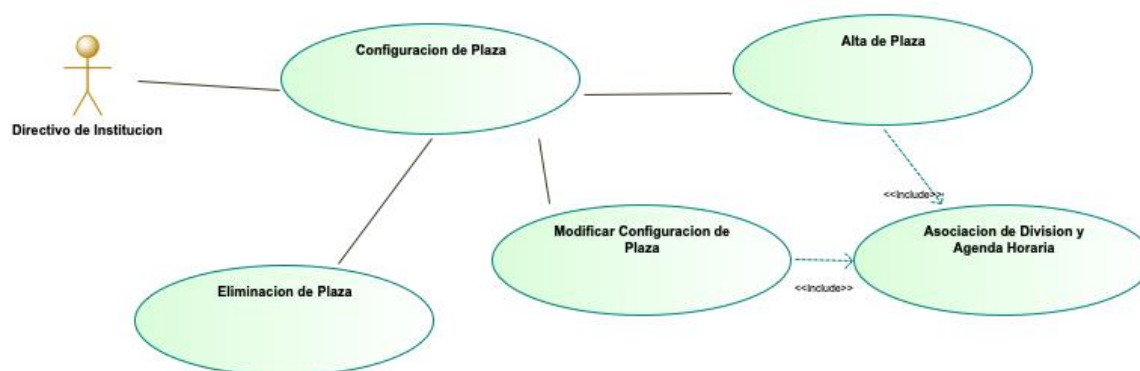 Configuracion de Plaza
Alta de Plaza
Directivo de Institucion
<<Include>>
Modificar Configuracion de
Plaza
Asociacion de Division y
Agenda Horaria
<<Include>>
Eliminacion de Plaza